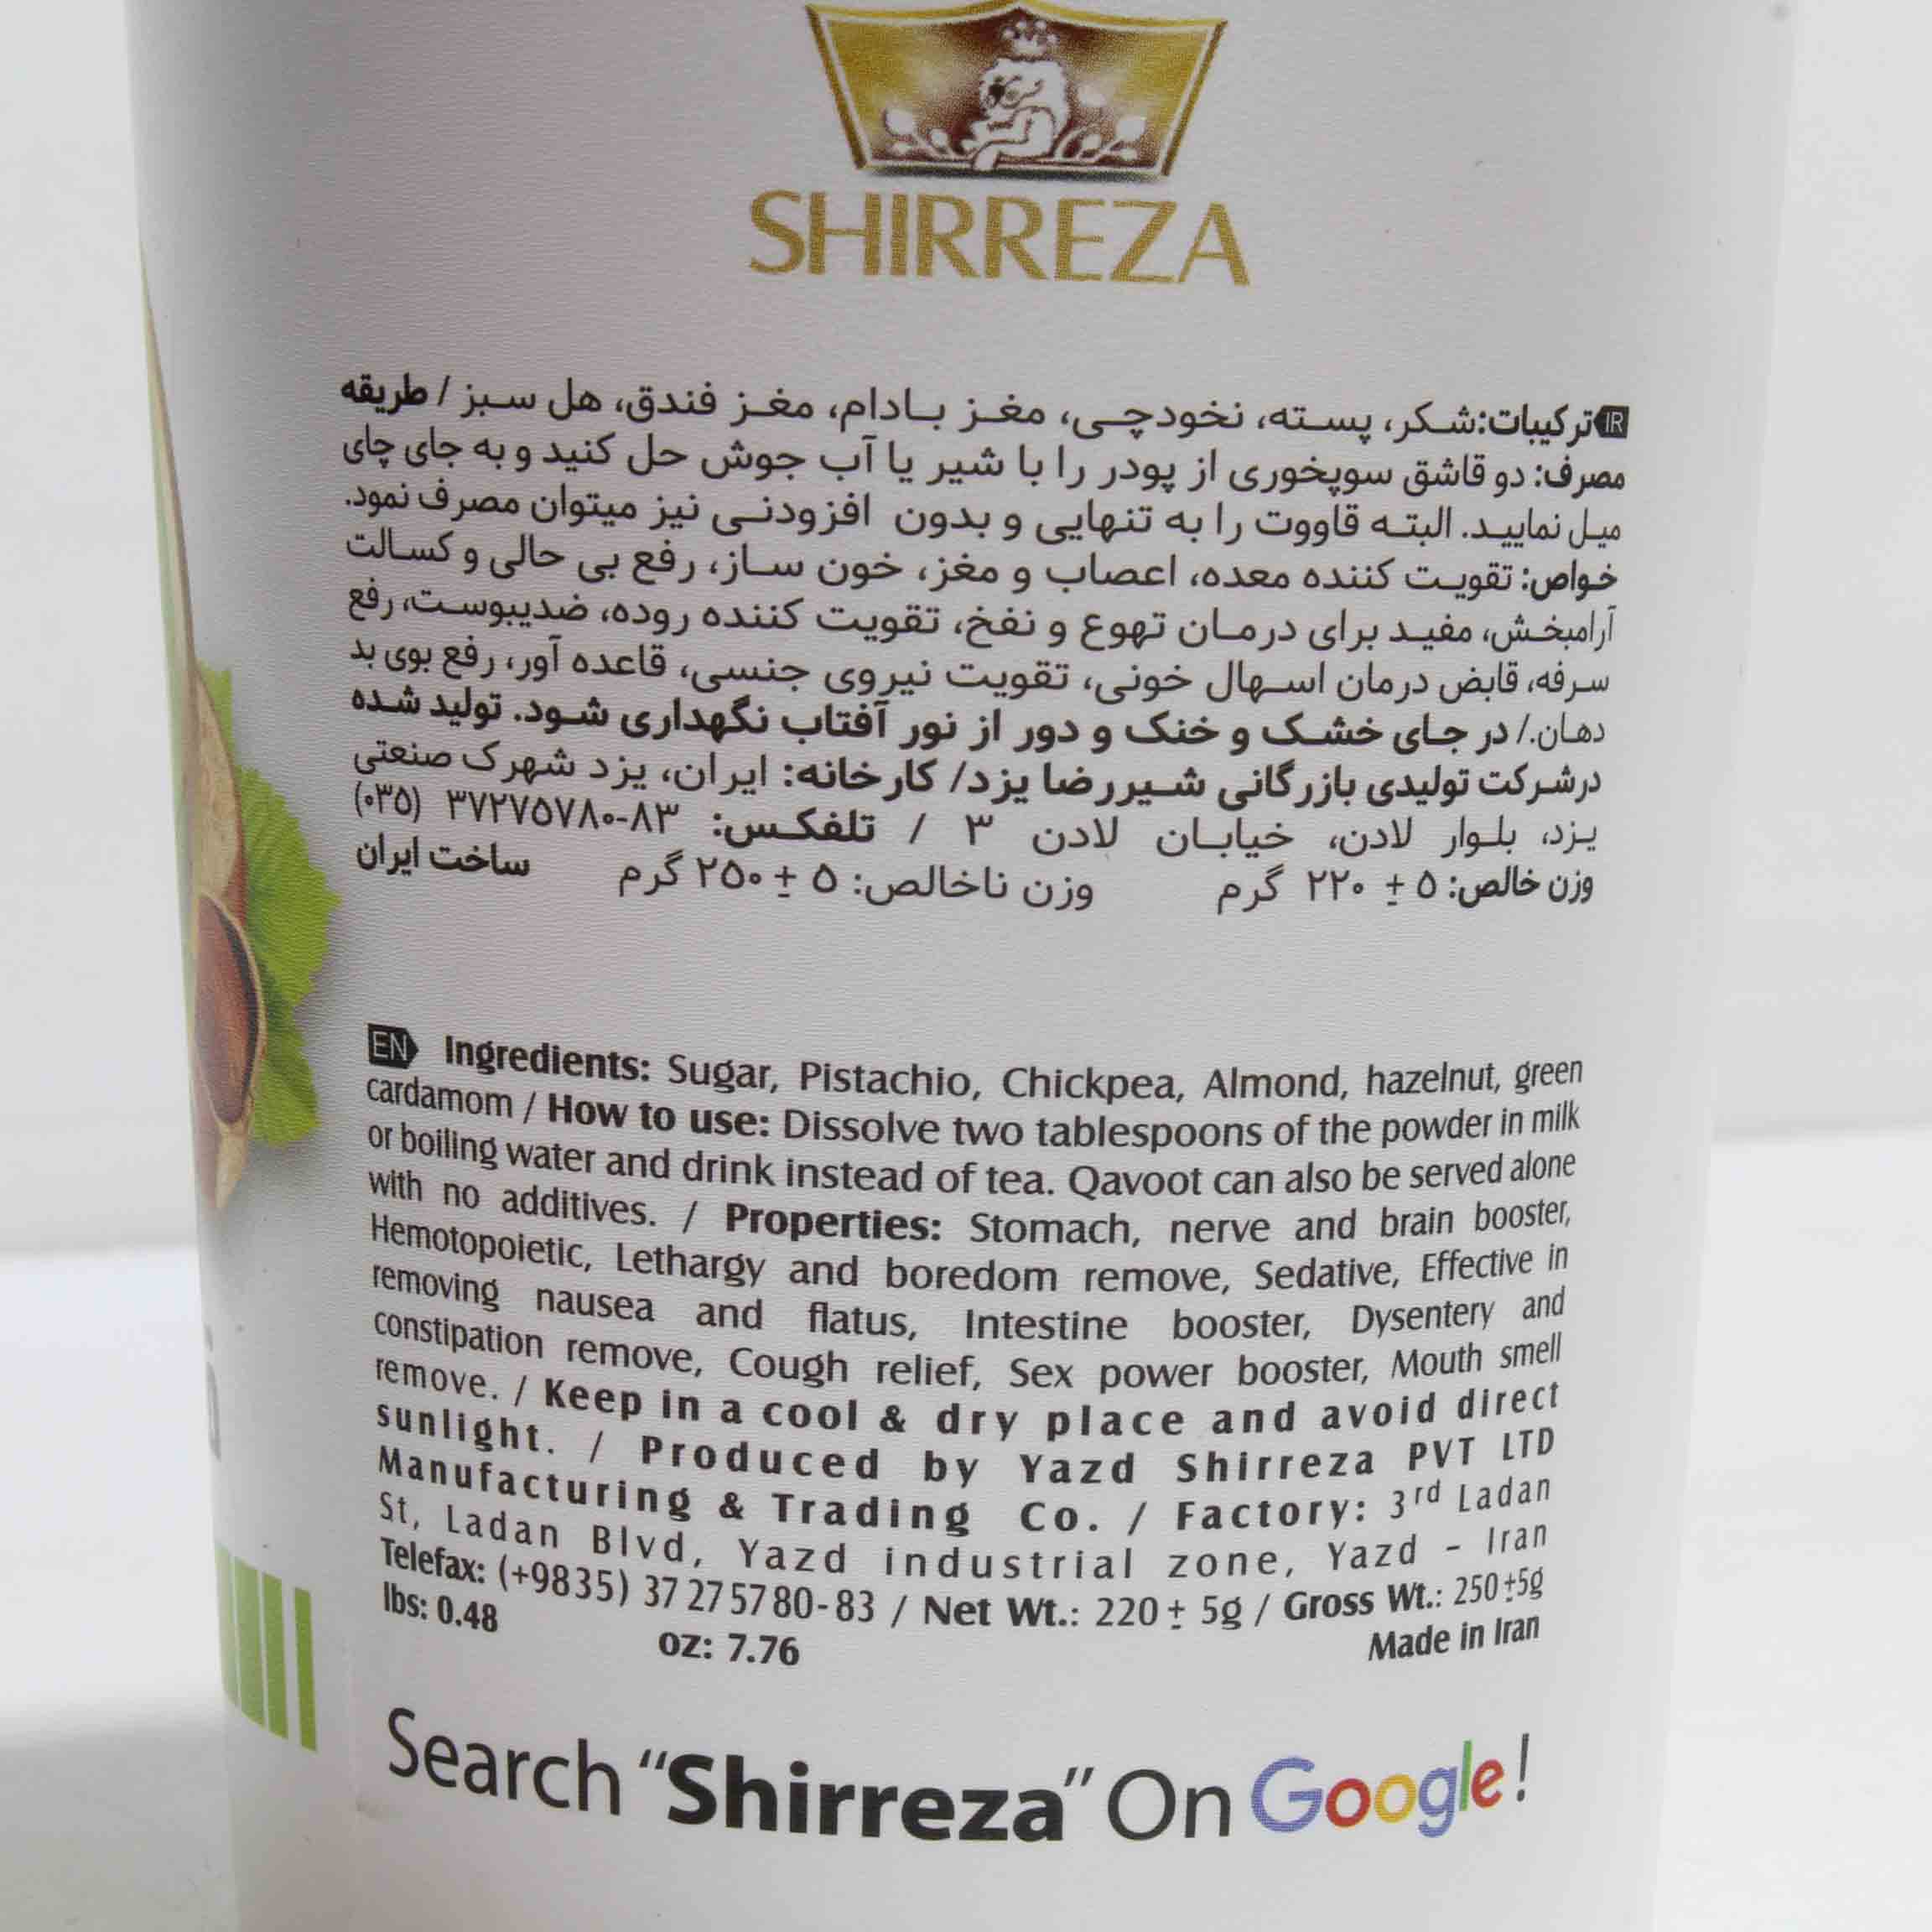 SHIRREZA
IR ترکیبات:شکر، پسته، نخودچی، مغز بادام، مغز فندق، هل سبز / طریقه
مصرف: دو قاشق سوپخوری از پودر را با شیر یا آب جوش حل کنید و به جای چای
میل نمایید. البته قاووت را به تنهایی و بدون افزودنی نیز میتوان مصرف نمود.
خواص: تقویت کننده معده، اعصاب و مغز، خون ساز، رفع بی حالی و کسالت
آرامبخش، مفید برای درمان تهوع و نفخ، تقویت کننده روده، ضدیبوست، رفع
سرفه، قابض درمان اسهال خونی، تقویت نیروی جنسی، قاعده آور، رفع بوی بد
دهان./ در جای خشک و خنک و دور از نور آفتاب نگهداری شود. تولید شده
درشرکت تولیدی بازرگانی شیررضا یزد/ کارخانه: ایران، یزد شهرک صنعتی
یزد، بلوار لادن، خیابان لادن ۳ / تلفکس: ۸۳-۳۷۲۷۵۷۸۰ (۰۳۵)
وزن خالص: ۵ ± ۲۲۰ گرم وزن ناخالص: ۵ ± ۲۵۰ گرم ساخت ایران
EN Ingredients: Sugar, Pistachio, Chickpea, Almond, hazelnut, green
cardamom / How to use: Dissolve two tablespoons of the powder in milk
or boiling water and drink instead of tea. Qavoot can also be served alone
with no additives. / Properties: Stomach, nerve and brain booster,
Hemotopoietic, Lethargy and boredom remove, Sedative, Effective in
removing nausea and flatus, Intestine booster, Dysentery and
constipation remove, Cough relief, Sex power booster, Mouth smell
remove. / Keep in a cool & dry place and avoid direct
sunlight. / Produced by Yazd Shirreza PVT LTD
Manufacturing & Trading Co. / Factory: 3rd Ladan
St, Ladan Blvd, Yazd industrial zone, Yazd - Iran
Telefax: (+9835) 37 27 57 80-83 / Net Wt.: 220 ± 5g / Gross Wt.: 250 ±5g
lbs: 0.48 oz: 7.76 Made in Iran
Search "Shirreza" On Google!